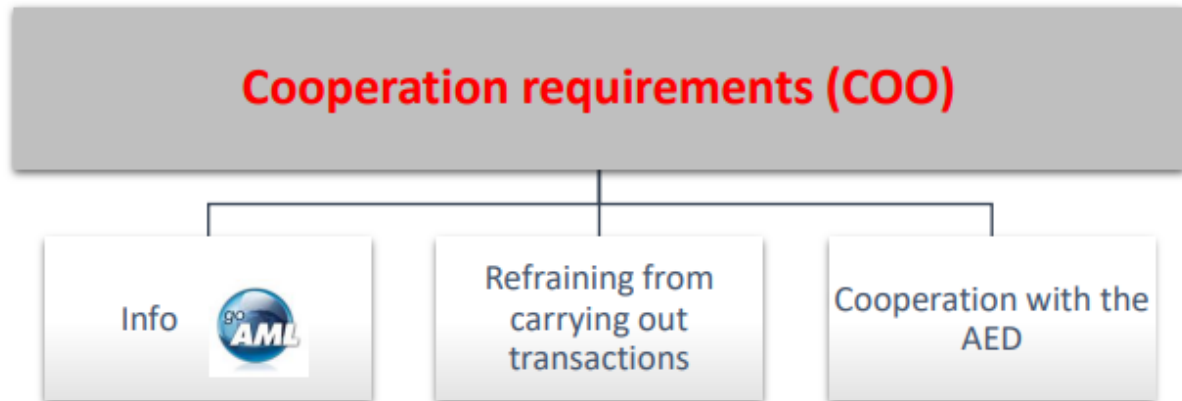 Cooperation requirements (COO)
Info
go
AML
Refraining from
carrying out
transactions
Cooperation with the
AED